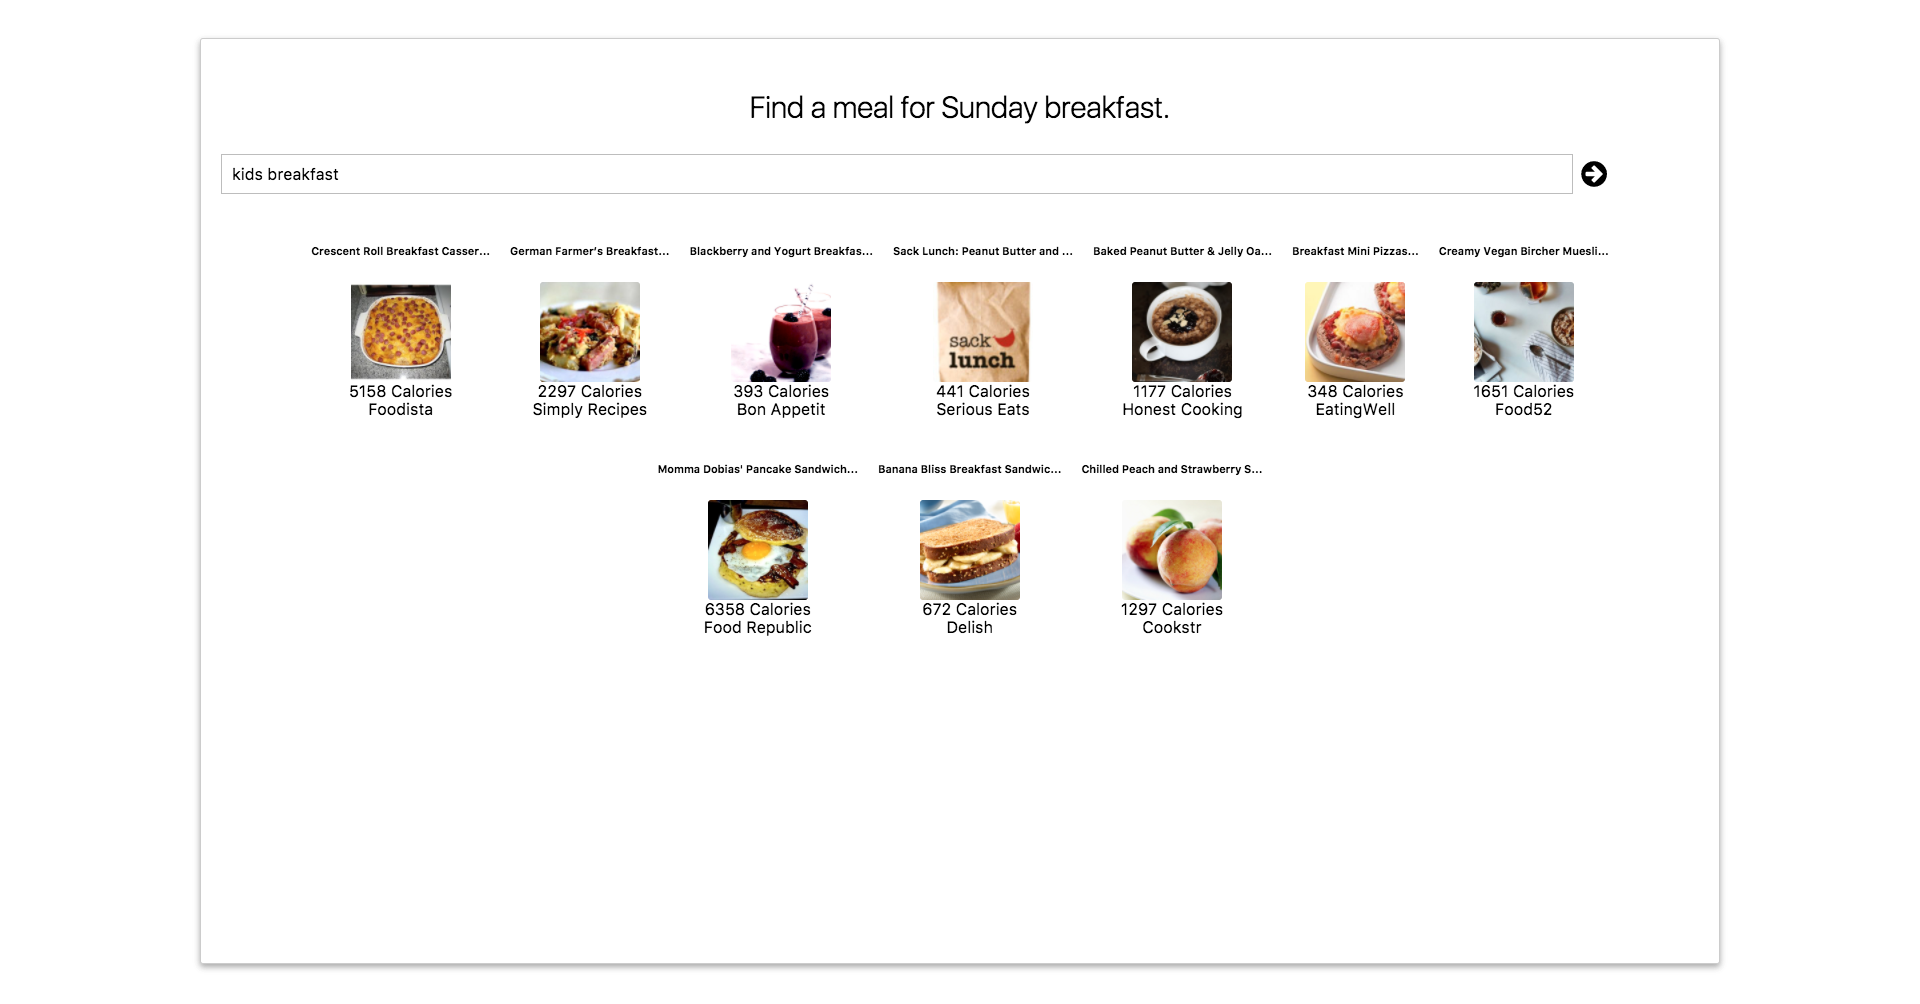 Find a meal for Sunday breakfast.
kids breakfast
Crescent Roll Breakfast Casser...
German Farmer's Breakfast...
Blackberry and Yogurt Breakfas...
Sack Lunch: Peanut Butter and ...
Baked Peanut Butter & Jelly Oa...
Breakfast Mini Pizzas...
Creamy Vegan Bircher Muesli...
sack
lunch
5158 Calories
Foodista
2297 Calories
Simply Recipes
393 Calories
Bon Appetit
441 Calories
Serious Eats
1177 Calories
Honest Cooking
348 Calories
EatingWell
1651 Calories
Food52
Momma Dobias' Pancake Sandwich...
Banana Bliss Breakfast Sandwic...
Chilled Peach and Strawberry S...
6358 Calories
Food Republic
672 Calories
Delish
1297 Calories
Cookstr